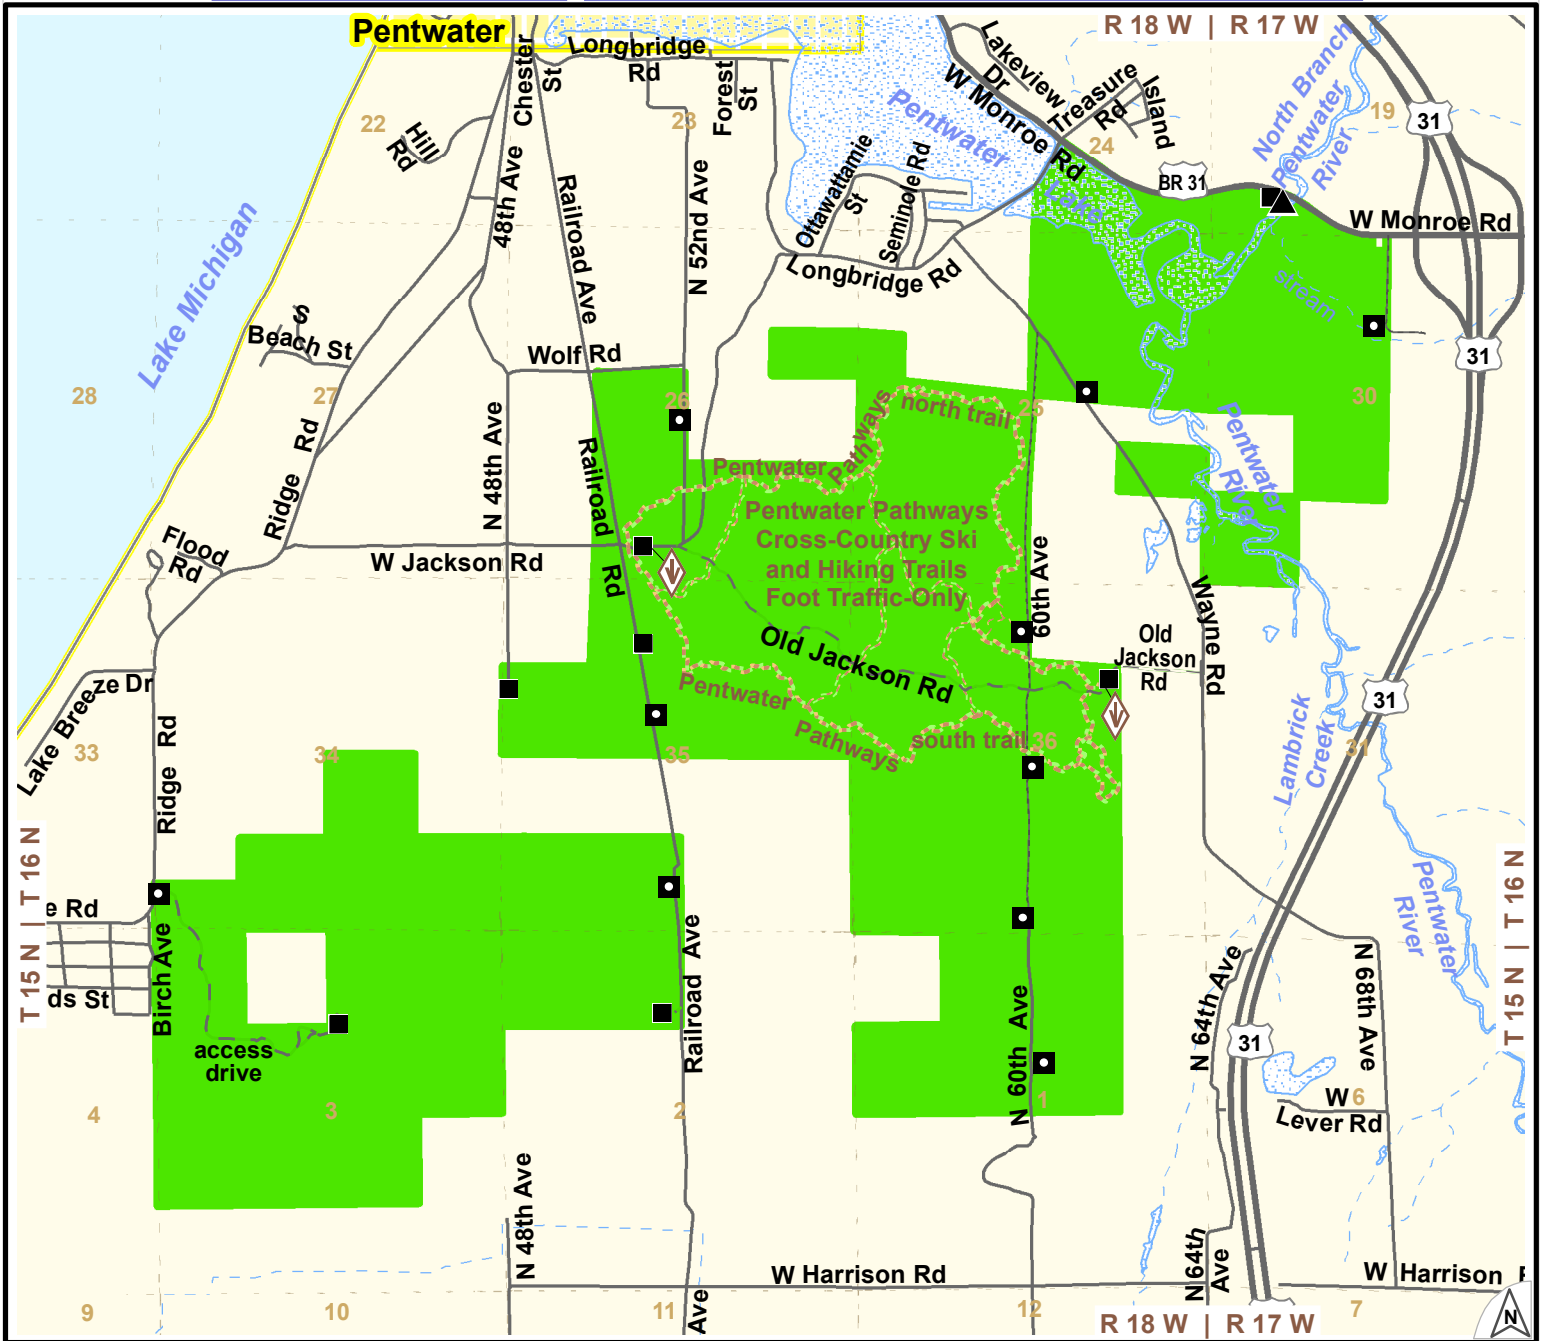 Pentwater
R 18 W | R 17 W
Chester
St
Longbridge
Rd
Forest
St
Lakeview
Dr
W Monroe Rd
Treasure
Island
Rd
North Branch
Pentwater
River
19
31
22
Hill
Rd
23
Pentwater
Lake
24
BR 31
W Monroe Rd
48th Ave
Railroad Ave
N 52nd Ave
Ottawattamie
St
Seminole Rd
Longbridge Rd
stream
Lake Michigan
S
Beach St
Wolf Rd
31
28
27
26
25
30
north trail
Pentwater
Pathways
Ridge Rd
N 48th Ave
Railroad
Rd
Pentwater Pathways
Cross-Country Ski
and Hiking Trails
Foot Traffic-Only
Pentwater
River
Flood
Rd
W Jackson Rd
60th Ave
Wayne Rd
Old Jackson Rd
Old
Jackson
Rd
Lake Breeze Dr
Pentwater
Pathways
south trail
31
Lambrick
Creek
33
34
35
36
31
Ridge Rd
T 15 N | T 16 N
e Rd
ds St
Birch Ave
access
drive
Railroad Ave
N 60th Ave
N 64th Ave
31
N 68th Ave
Pentwater
River
T 15 N | T 16 N
4
3
2
1
W
6
Lever Rd
N 48th Ave
Ave
W Harrison Rd
N 64th
Ave
W Harrison
9
10
11
12
7
R 18 W | R 17 W
N